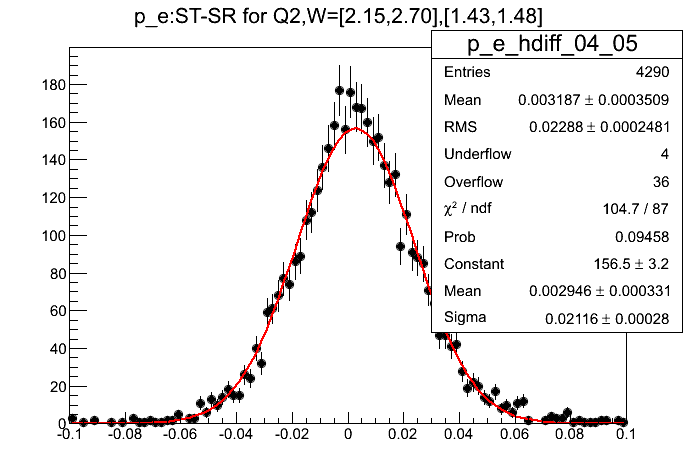 p_e:ST-SR for Q2,W=[2.15,2.70],[1.43,1.48]
p_e_hdiff_04_05
Entries 4290
Mean 0.003187 ± 0.0003509
RMS 0.02288 ± 0.0002481
Underflow 4
Overflow 36
χ² / ndf 104.7 / 87
Prob 0.09458
Constant 156.5 ± 3.2
Mean 0.002946 ± 0.000331
Sigma 0.02116 ± 0.00028
180
160
140
120
100
80
60
40
20
0
-0.1 -0.08 -0.06 -0.04 -0.02 0 0.02 0.04 0.06 0.08 0.1